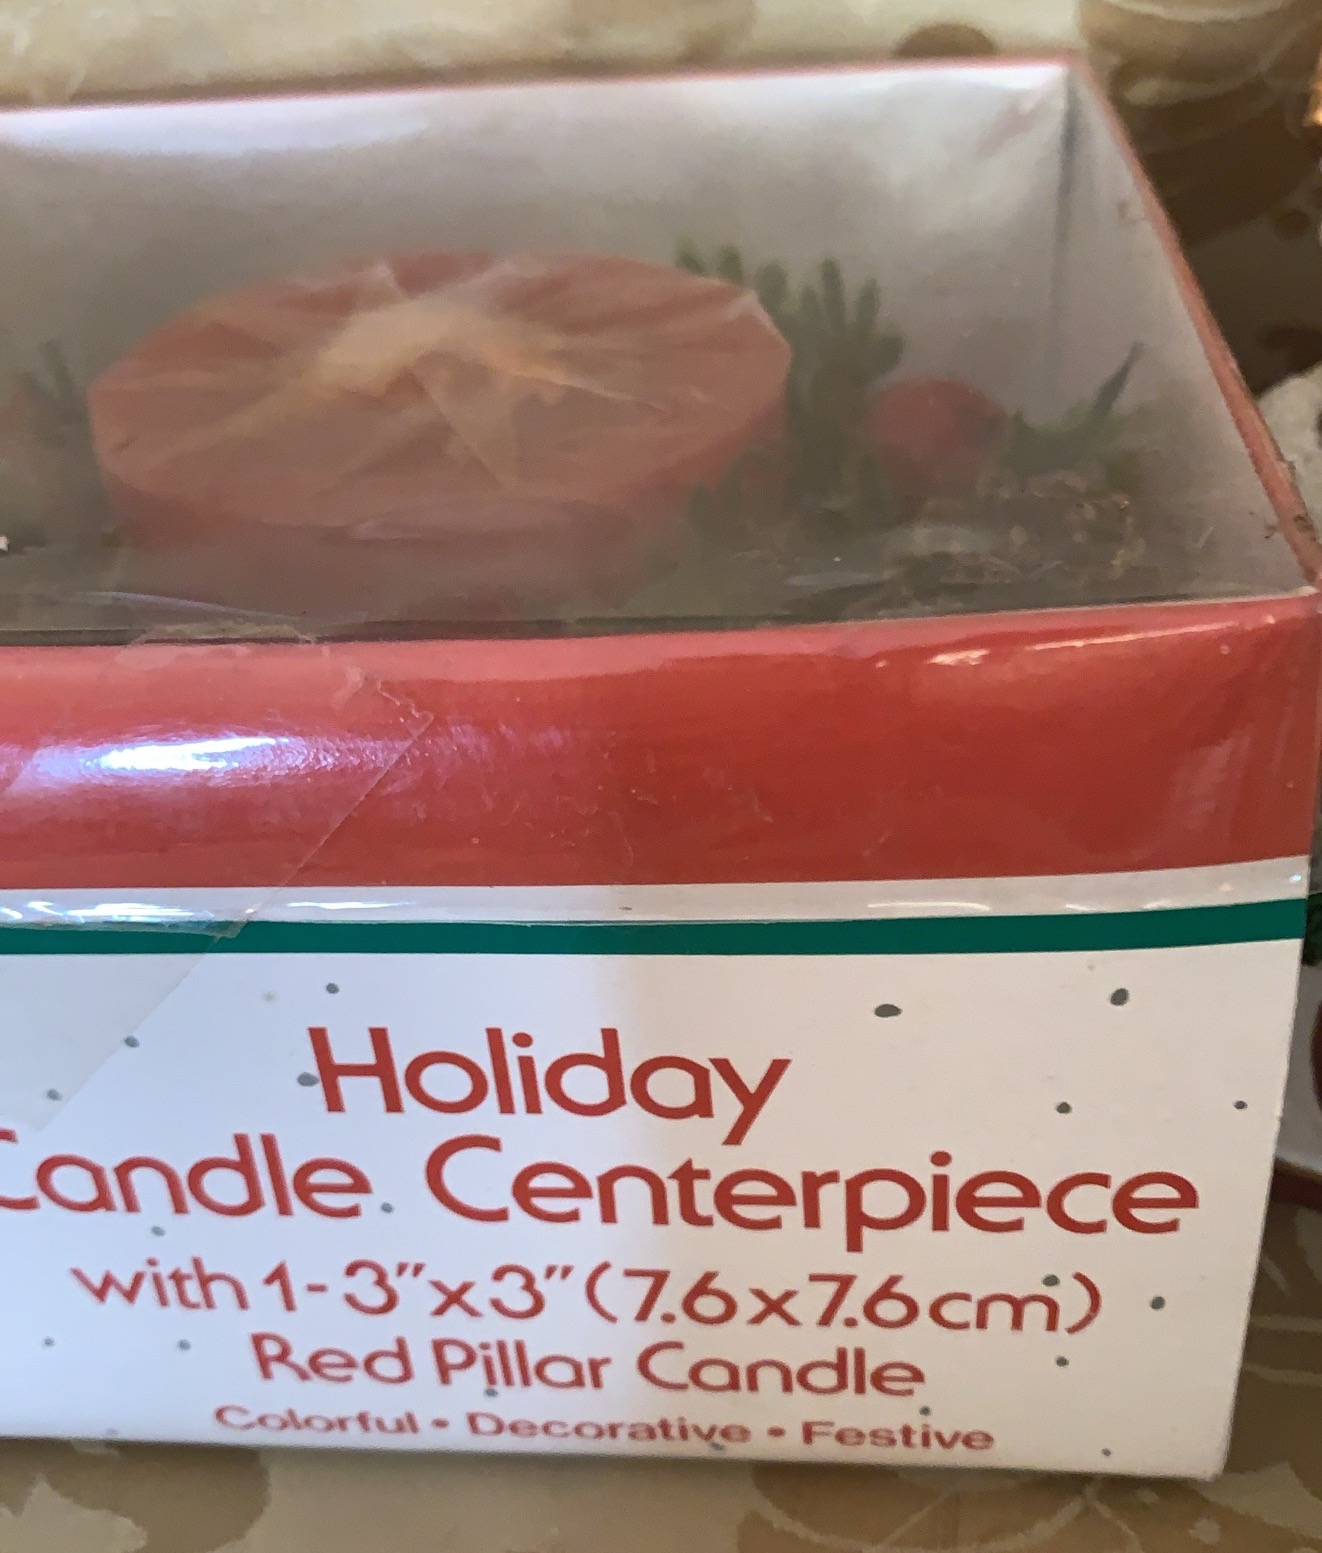 Holiday
Candle Centerpiece
with 1-3"x3"(7.6x7.6cm)
Red Pillar Candle
Colorful • Decorative • Festive